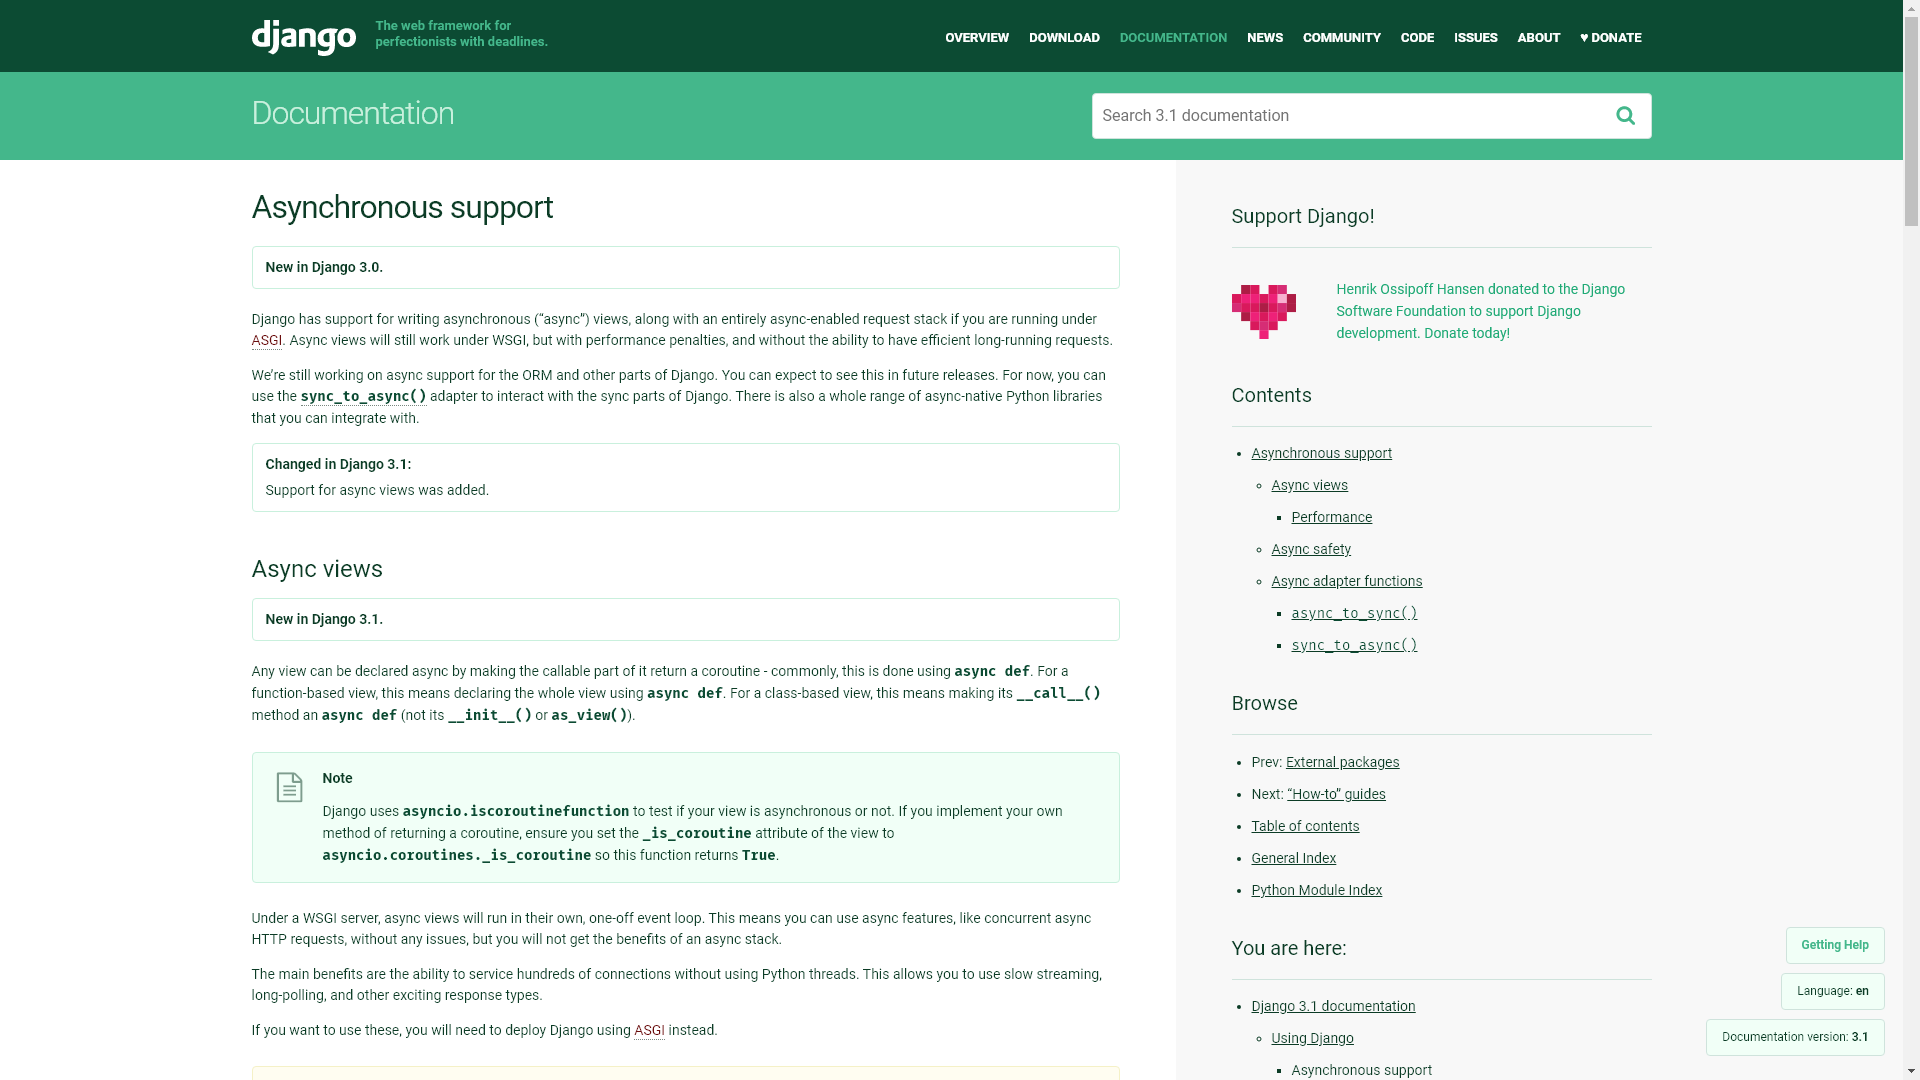 django
The web framework for
perfectionists with deadlines.
OVERVIEW DOWNLOAD DOCUMENTATION NEWS COMMUNITY CODE ISSUES ABOUT ♥ DONATE
Documentation
Search 3.1 documentation
Asynchronous support
New in Django 3.0.
Django has support for writing asynchronous (“async”) views, along with an entirely async-enabled request stack if you are running under
ASGI. Async views will still work under WSGI, but with performance penalties, and without the ability to have efficient long-running requests.
We’re still working on async support for the ORM and other parts of Django. You can expect to see this in future releases. For now, you can
use the sync_to_async() adapter to interact with the sync parts of Django. There is also a whole range of async-native Python libraries
that you can integrate with.
Changed in Django 3.1:
Support for async views was added.
Async views
New in Django 3.1.
Any view can be declared async by making the callable part of it return a coroutine - commonly, this is done using async def. For a
function-based view, this means declaring the whole view using async def. For a class-based view, this means making its __call__()
method an async def (not its __init__() or as_view()).
Note
Django uses asyncio.iscoroutinefunction to test if your view is asynchronous or not. If you implement your own
method of returning a coroutine, ensure you set the _is_coroutine attribute of the view to
asyncio.coroutines._is_coroutine so this function returns True.
Under a WSGI server, async views will run in their own, one-off event loop. This means you can use async features, like concurrent async
HTTP requests, without any issues, but you will not get the benefits of an async stack.
The main benefits are the ability to service hundreds of connections without using Python threads. This allows you to use slow streaming,
long-polling, and other exciting response types.
If you want to use these, you will need to deploy Django using ASGI instead.
Support Django!
Henrik Ossipoff Hansen donated to the Django
Software Foundation to support Django
development. Donate today!
Contents
Asynchronous support
Async views
Performance
Async safety
Async adapter functions
async_to_sync()
sync_to_async()
Browse
Prev: External packages
Next: “How-to” guides
Table of contents
General Index
Python Module Index
You are here:
Django 3.1 documentation
Using Django
Asynchronous support
Getting Help
Language: en
Documentation version: 3.1